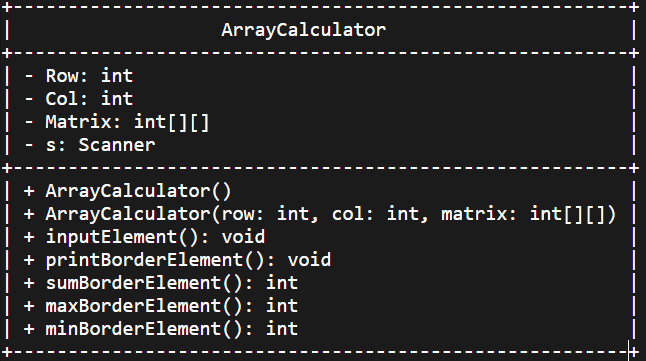 ArrayCalculator
- Row: int
- Col: int
- Matrix: int[][]
- s: Scanner
+ ArrayCalculator()
+ ArrayCalculator(row: int, col: int, matrix: int[][])
+ inputElement(): void
+ printBorderElement(): void
+ sumBorderElement(): int
+ maxBorderElement(): int
+ minBorderElement(): int